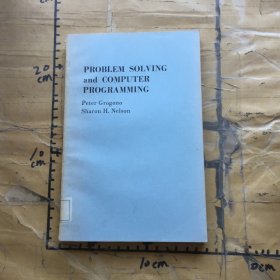 PROBLEM SOLVING
and COMPUTER
PROGRAMMING
Peter Grogono
Sharon H. Nelson
20
cm
10
cm
10cm